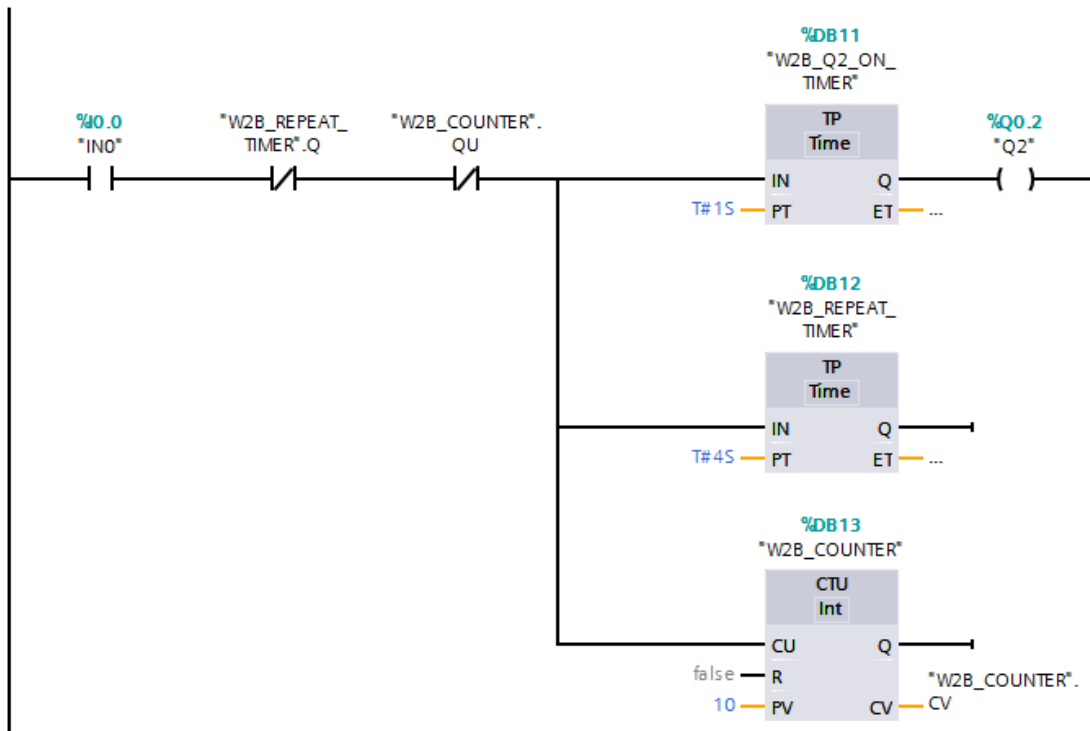 %DB11
"W2B_Q2_ON_
TIMER"
%I0.0
"IN0"
"W2B_REPEAT_
TIMER".Q
"W2B_COUNTER".
QU
TP
Time
%Q0.2
"Q2"
IN
Q
T#1S
PT
ET
...
%DB12
"W2B_REPEAT_
TIMER"
TP
Time
IN
Q
T#4S
PT
ET
...
%DB13
"W2B_COUNTER"
CTU
Int
CU
Q
false
R
"W2B_COUNTER".
CV
10
PV
CV